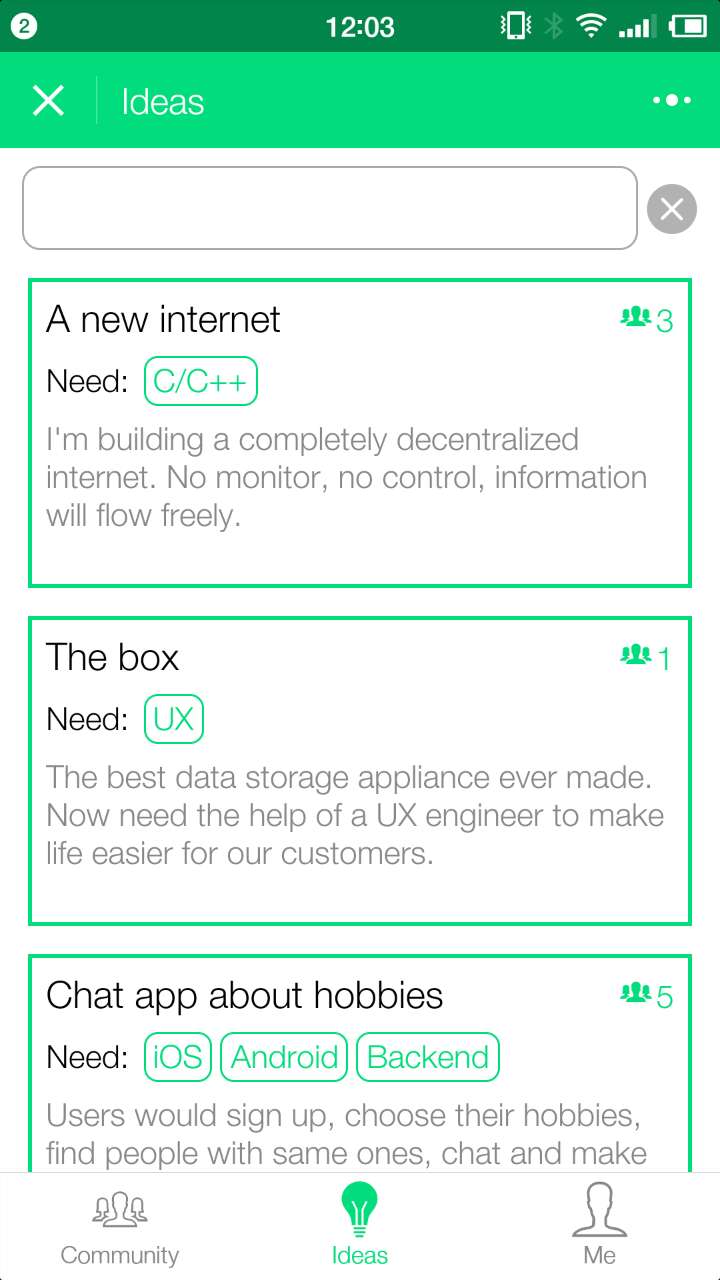 2 12:03
Ideas
A new internet 3
Need: C/C++
I'm building a completely decentralized
internet. No monitor, no control, information
will flow freely.
The box 1
Need: UX
The best data storage appliance ever made.
Now need the help of a UX engineer to make
life easier for our customers.
Chat app about hobbies 5
Need: iOS Android Backend
Users would sign up, choose their hobbies,
find people with same ones, chat and make
Community Ideas Me